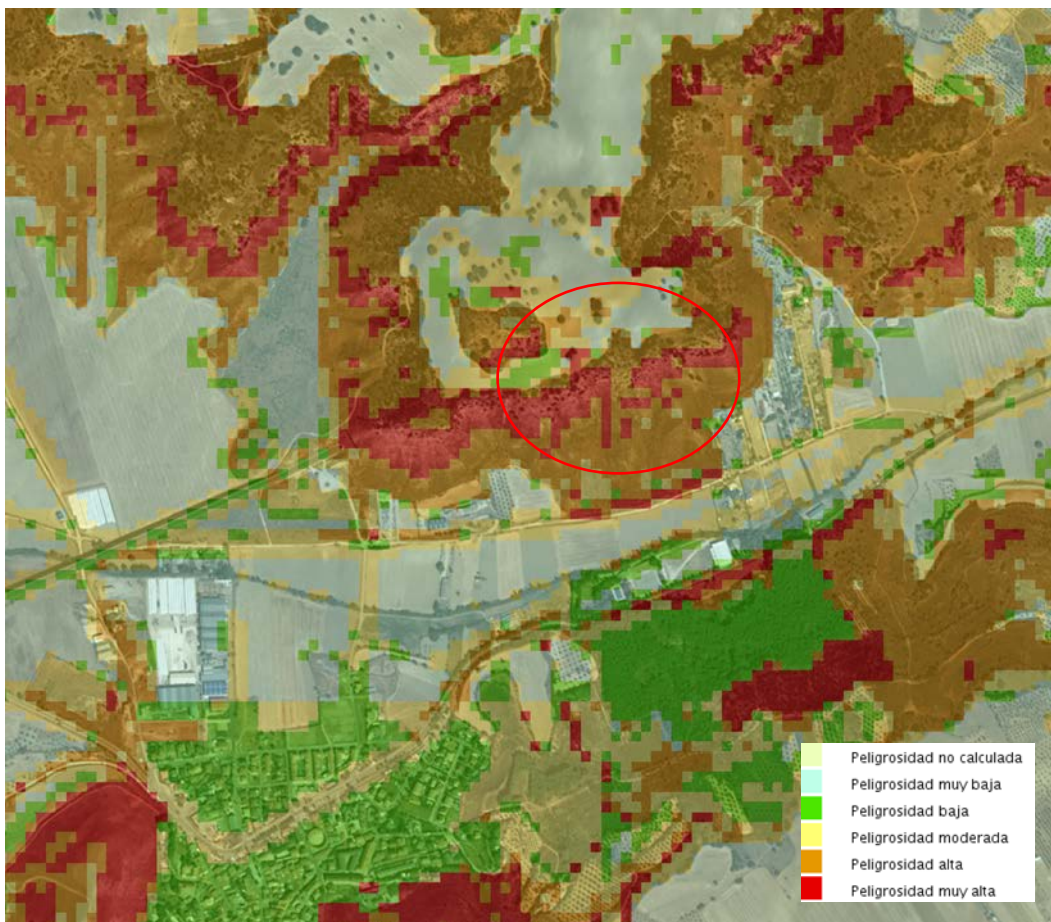 Peligrosidad no calculada
Peligrosidad muy baja
Peligrosidad baja
Peligrosidad moderada
Peligrosidad alta
Peligrosidad muy alta